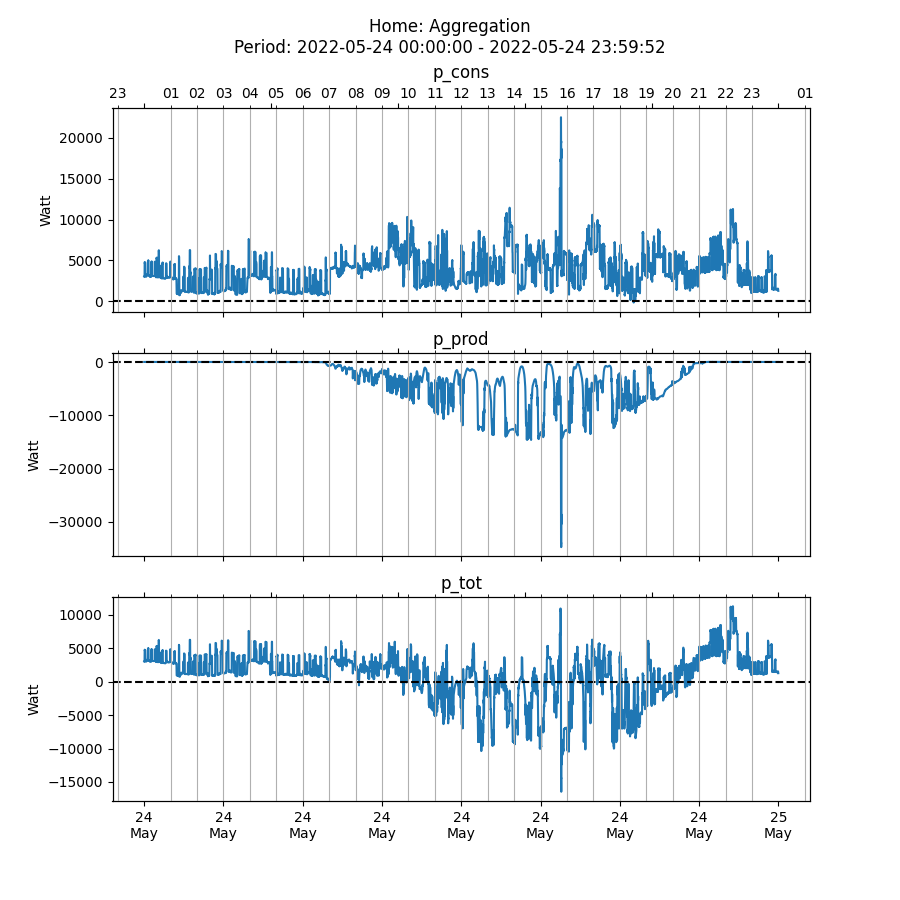 Home: Aggregation
Period: 2022-05-24 00:00:00 - 2022-05-24 23:59:52
p_cons
23 01 02 03 04 05 06 07 08 09 10 11 12 13 14 15 16 17 18 19 20 21 22 23 01
20000
15000
10000
5000
0
Watt
p_prod
0
−10000
−20000
−30000
Watt
p_tot
10000
5000
0
−5000
−10000
−15000
Watt
24 24 24 24 24 24 24 24 25
May May May May May May May May May